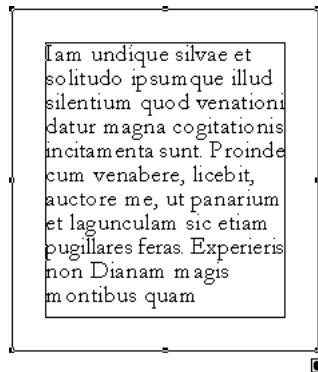 Iam undique silvae et
solitudo ipsumque illud
silentium quod venationi
datur magna cogitationis
incitamenta sunt. Proinde
cum venabere, licebit,
auctore me, ut panarium
et lagunculam sic etiam
pugillares feras. Experieris
non Dianam magis
montibus quam